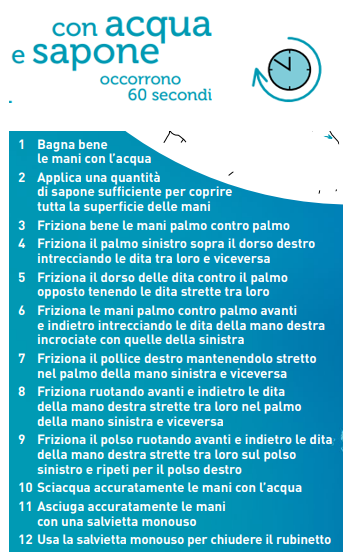 con acqua
e sapone
occorrono
60 secondi
1 Bagna bene
le mani con l'acqua
2 Applica una quantità
di sapone sufficiente per coprire
tutta la superficie delle mani
3 Friziona bene le mani palmo contro palmo
4 Friziona il palmo sinistro sopra il dorso destro
intrecciando le dita tra loro e viceversa
5 Friziona il dorso delle dita contro il palmo
opposto tenendo le dita strette tra loro
6 Friziona le mani palmo contro palmo avanti
e indietro intrecciando le dita della mano destra
incrociate con quelle della sinistra
7 Friziona il pollice destro mantenendolo stretto
nel palmo della mano sinistra e viceversa
8 Friziona ruotando avanti e indietro le dita
della mano destra strette tra loro nel palmo
della mano sinistra e viceversa
9 Friziona il polso ruotando avanti e indietro le dita
della mano destra strette tra loro sul polso
sinistro e ripeti per il polso destro
10 Sciacqua accuratamente le mani con l'acqua
11 Asciuga accuratamente le mani
con una salvietta monouso
12 Usa la salvietta monouso per chiudere il rubinetto